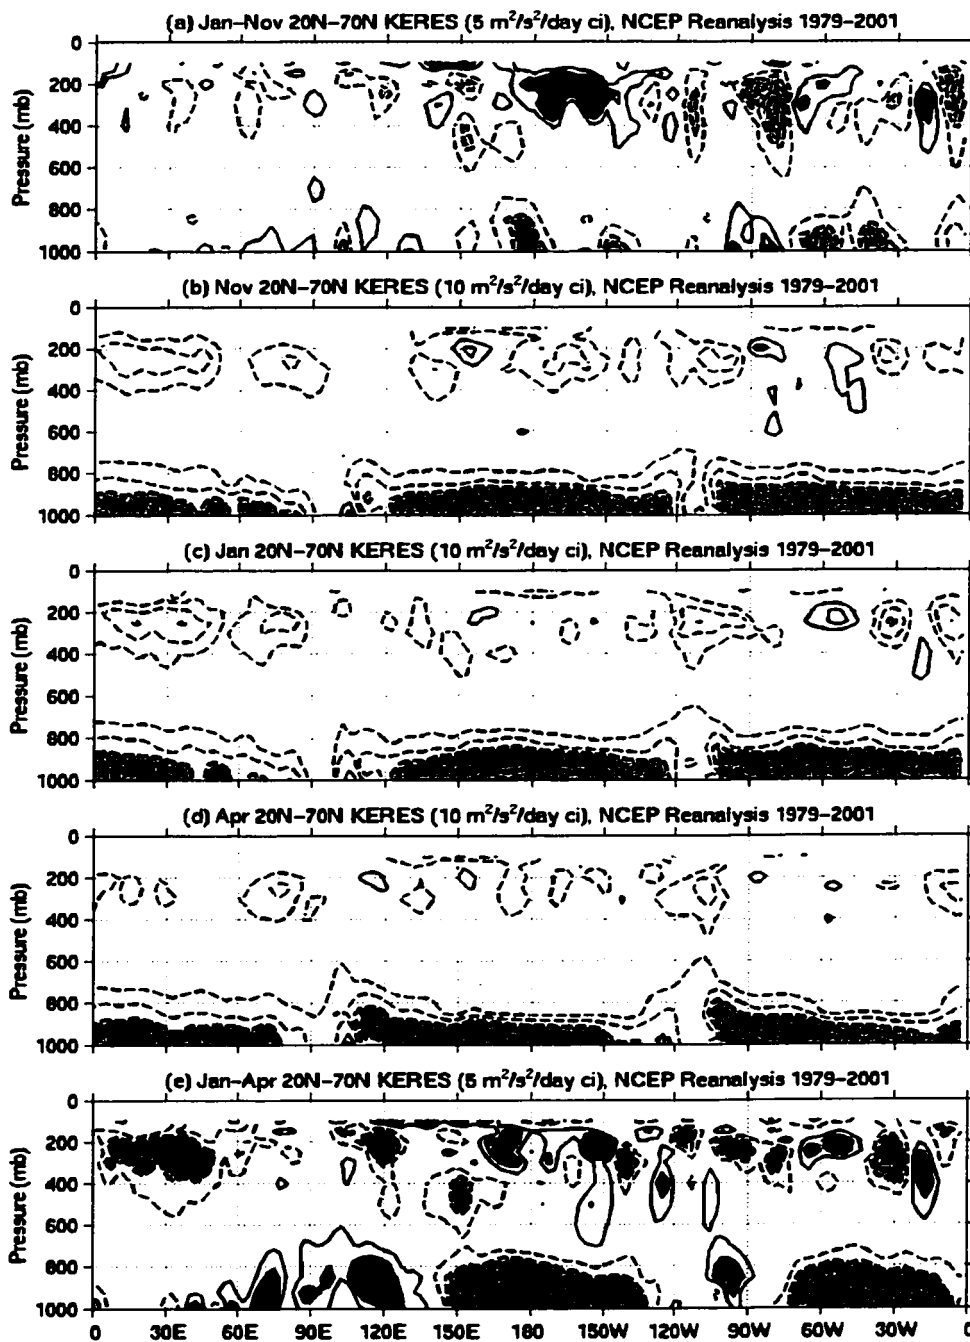 (a) Jan–Nov 20N–70N KERES (5 m²/s²/day ci), NCEP Reanalysis 1979–2001
0
200
400
600
800
1000
Pressure (mb)
(b) Nov 20N–70N KERES (10 m²/s²/day ci), NCEP Reanalysis 1979–2001
0
200
400
600
800
1000
Pressure (mb)
(c) Jan 20N–70N KERES (10 m²/s²/day ci), NCEP Reanalysis 1979–2001
0
200
400
600
800
1000
Pressure (mb)
(d) Apr 20N–70N KERES (10 m²/s²/day ci), NCEP Reanalysis 1979–2001
0
200
400
600
800
1000
Pressure (mb)
(e) Jan–Apr 20N–70N KERES (5 m²/s²/day ci), NCEP Reanalysis 1979–2001
0
200
400
600
800
1000
Pressure (mb)
0 30E 60E 90E 120E 150E 180 150W 120W 90W 60W 30W 0